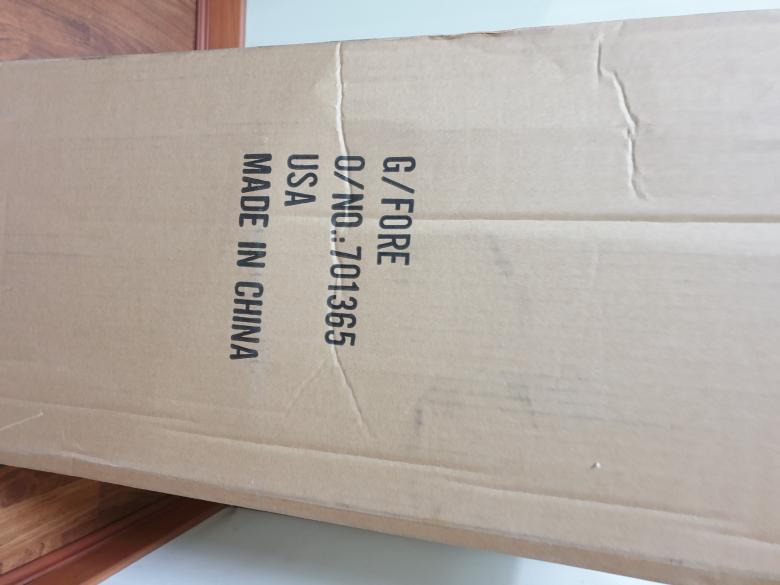 G/FORE
O/NO.:701365
USA
MADE IN CHINA